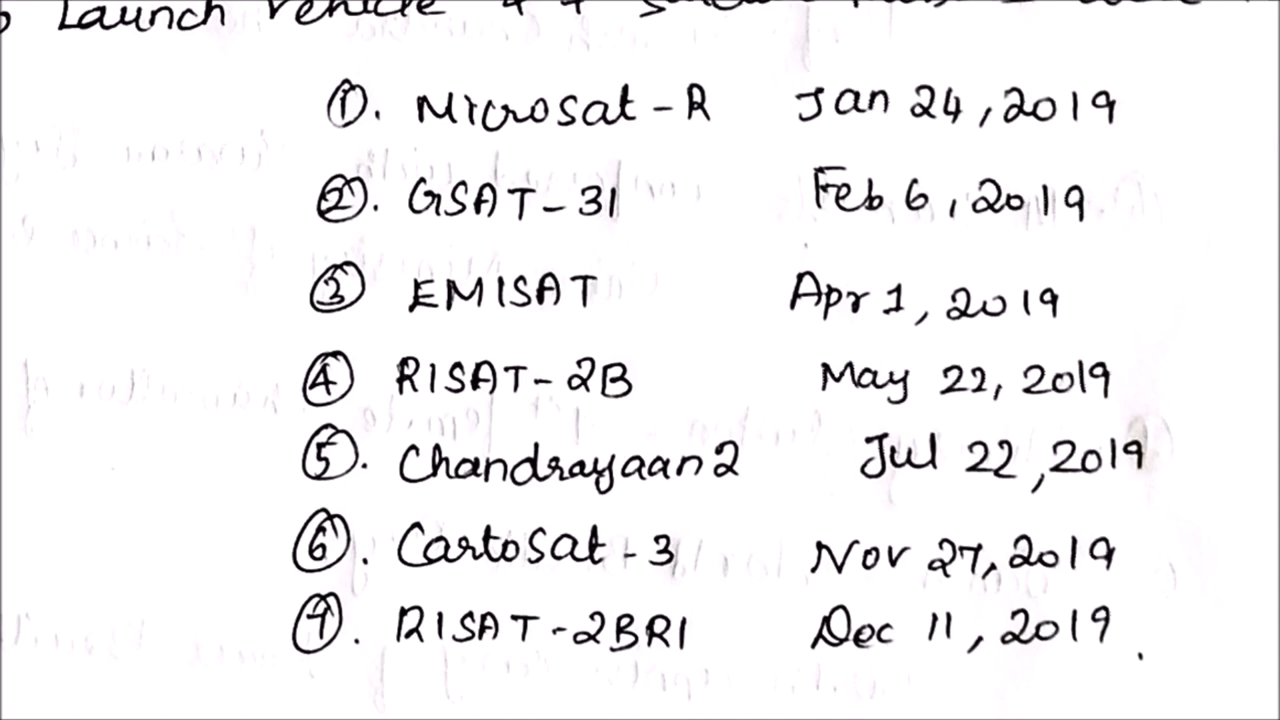 Launch Vehicle
①. Microsat-R Jan 24, 2019
②. GSAT-31 Feb 6, 2019
③ EMISAT Apr 1, 2019
④ RISAT-2B May 22, 2019
⑤. Chandrayaan 2 Jul 22, 2019
⑥. Cartosat-3 Nov 27, 2019
⑦. RISAT-2BR1 Dec 11, 2019.